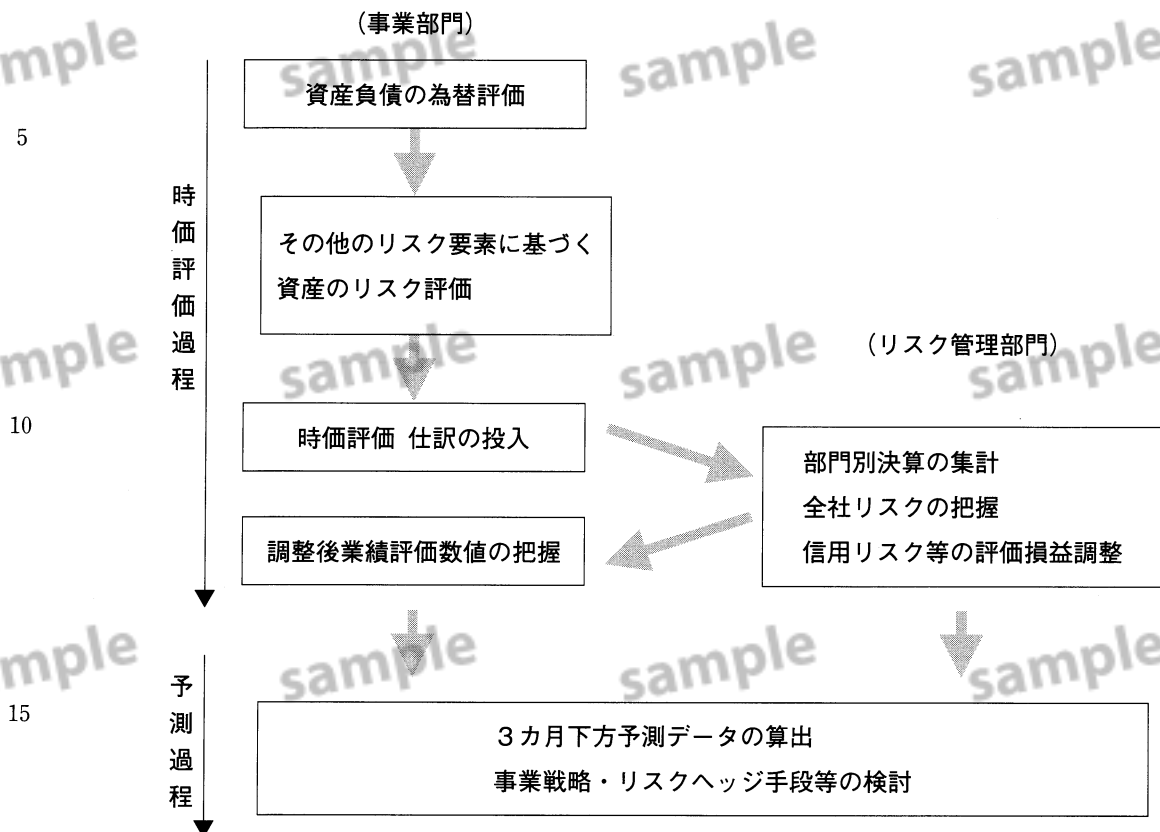 (事業部門)
資産負債の為替評価
5
時価評価過程
その他のリスク要素に基づく
資産のリスク評価
(リスク管理部門)
10
時価評価 仕訳の投入
部門別決算の集計
全社リスクの把握
信用リスク等の評価損益調整
調整後業績評価数値の把握
予測過程
15
3カ月下方予測データの算出
事業戦略・リスクヘッジ手段等の検討
mple
sample
sample
sample
mple
sample
sample
sample
mple
sample
sample
sample